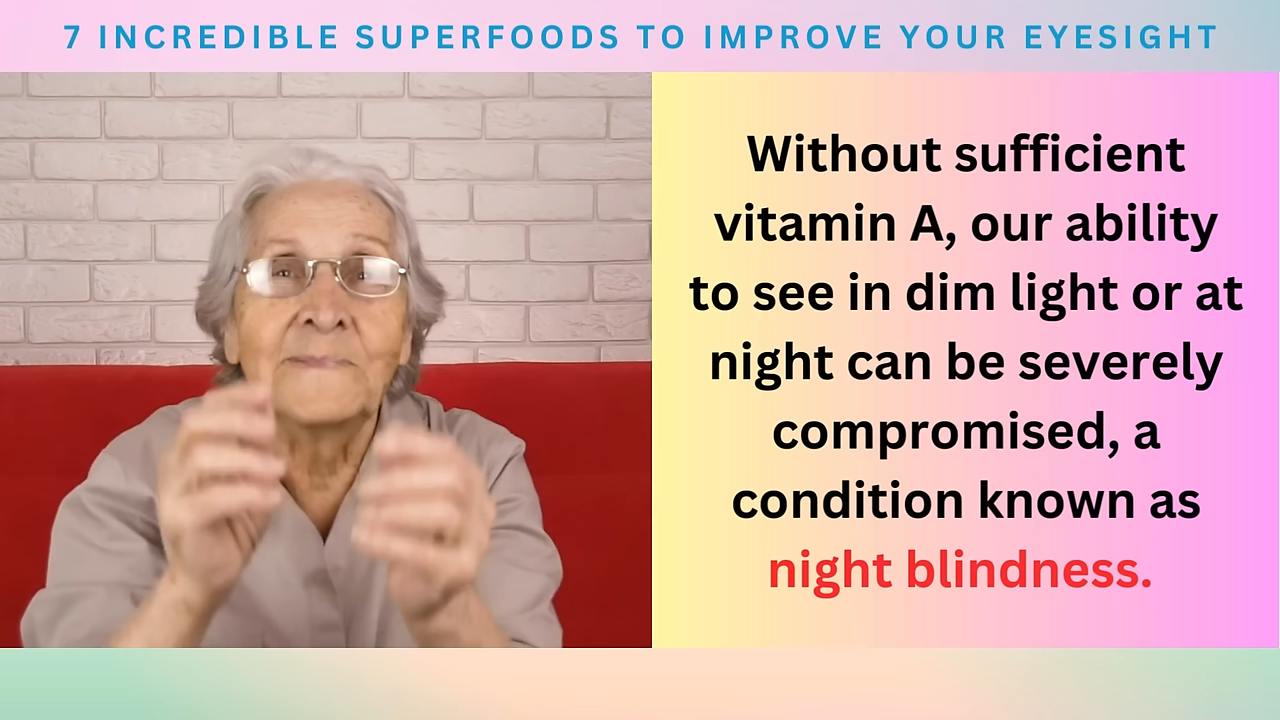 7 INCREDIBLE SUPERFOODS TO IMPROVE YOUR EYESIGHT
Without sufficient
vitamin A, our ability
to see in dim light or at
night can be severely
compromised, a
condition known as
night blindness.